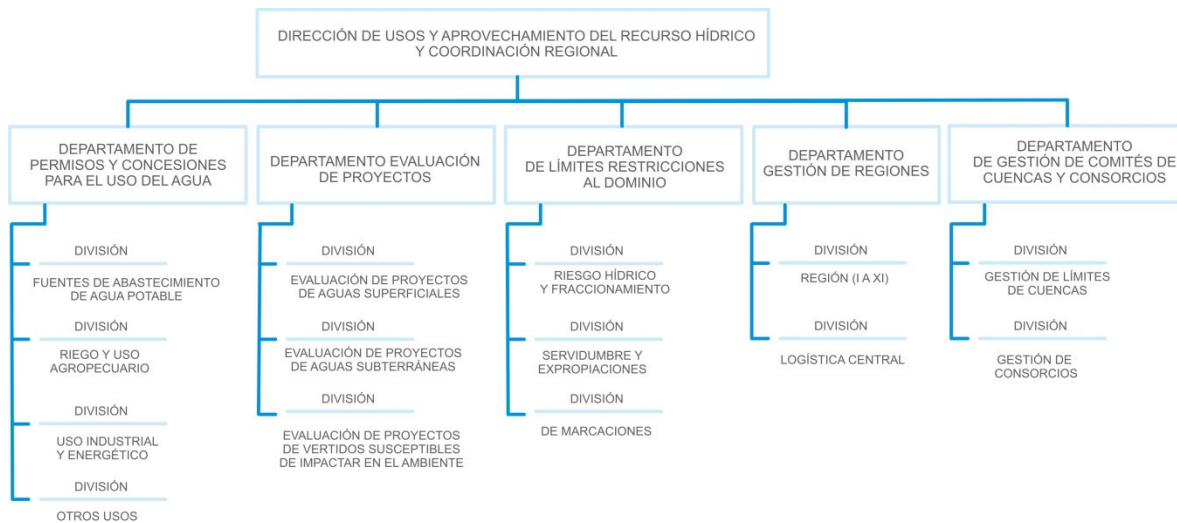 DIRECCIÓN DE USOS Y APROVECHAMIENTO DEL RECURSO HÍDRICO
Y COORDINACIÓN REGIONAL
DEPARTAMENTO DE
PERMISOS Y CONCESIONES
PARA EL USO DEL AGUA
DIVISIÓN
FUENTES DE ABASTECIMIENTO
DE AGUA POTABLE
DIVISIÓN
RIEGO Y USO
AGROPECUARIO
DIVISIÓN
USO INDUSTRIAL
Y ENERGÉTICO
DIVISIÓN
OTROS USOS
DEPARTAMENTO EVALUACIÓN
DE PROYECTOS
DIVISIÓN
EVALUACIÓN DE PROYECTOS
DE AGUAS SUPERFICIALES
DIVISIÓN
EVALUACIÓN DE PROYECTOS
DE AGUAS SUBTERRÁNEAS
DIVISIÓN
EVALUACIÓN DE PROYECTOS
DE VERTIDOS SUSCEPTIBLES
DE IMPACTAR EN EL AMBIENTE
DEPARTAMENTO
DE LÍMITES RESTRICCIONES
AL DOMINIO
DIVISIÓN
RIESGO HÍDRICO
Y FRACCIONAMIENTO
DIVISIÓN
SERVIDUMBRE Y
EXPROPIACIONES
DIVISIÓN
DE MARCACIONES
DEPARTAMENTO
GESTIÓN DE REGIONES
DIVISIÓN
REGIÓN (I A XI)
DIVISIÓN
LOGÍSTICA CENTRAL
DEPARTAMENTO
DE GESTIÓN DE COMITÉS DE
CUENCAS Y CONSORCIOS
DIVISIÓN
GESTIÓN DE LÍMITES
DE CUENCAS
DIVISIÓN
GESTIÓN DE
CONSORCIOS